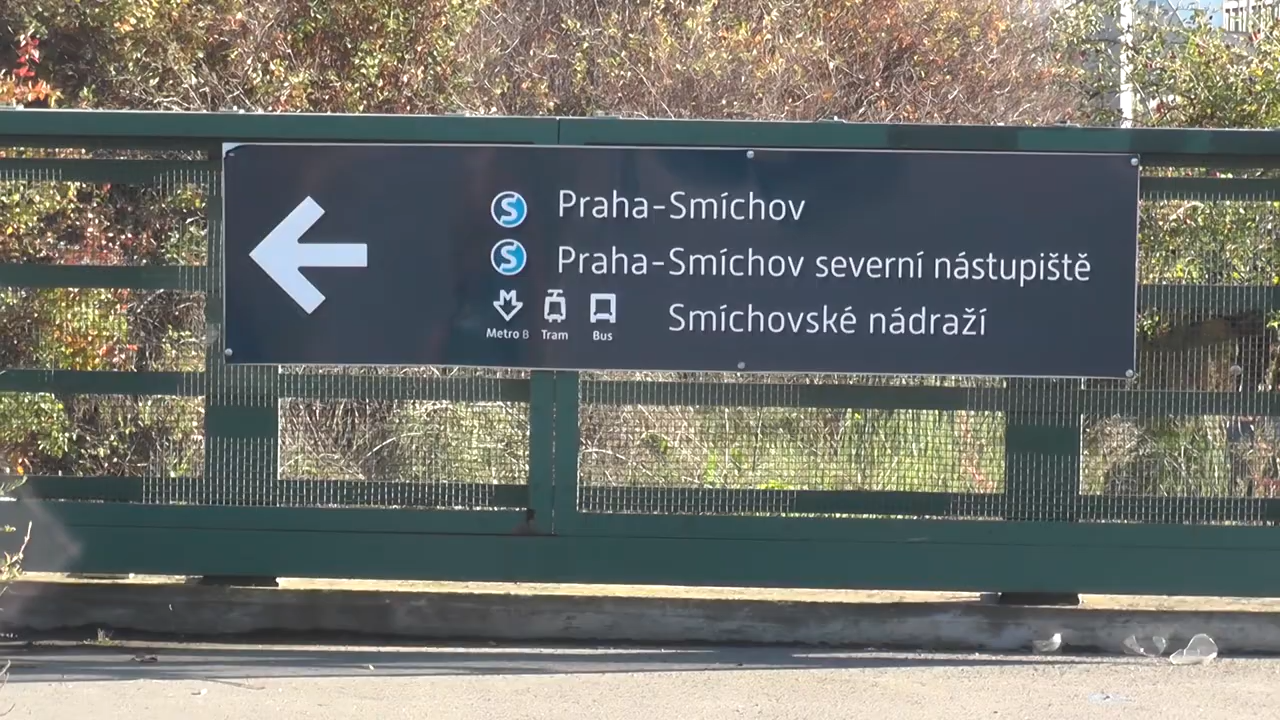 S Praha-Smíchov
S Praha-Smíchov severní nástupiště
M Smíchovské nádraží
Metro B Tram Bus